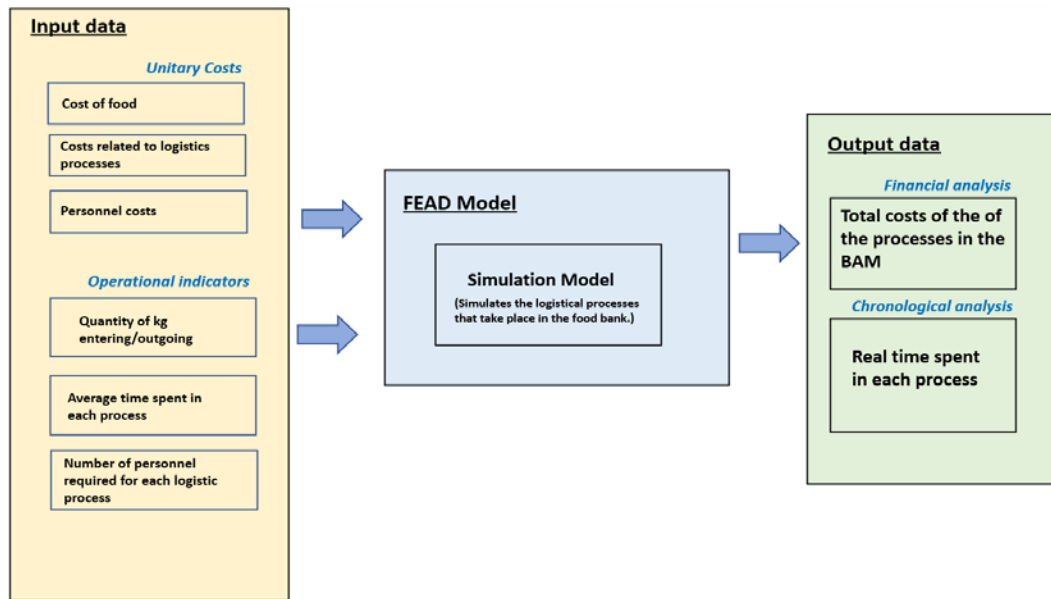 Input data
Unitary Costs
Cost of food
Costs related to logistics
processes
Personnel costs
Operational indicators
Quantity of kg
entering/outgoing
Average time spent in
each process
Number of personnel
required for each logistic
process
FEAD Model
Simulation Model
(Simulates the logistical processes
that take place in the food bank.)
Output data
Financial analysis
Total costs of the of
the processes in the
BAM
Chronological analysis
Real time spent
in each process